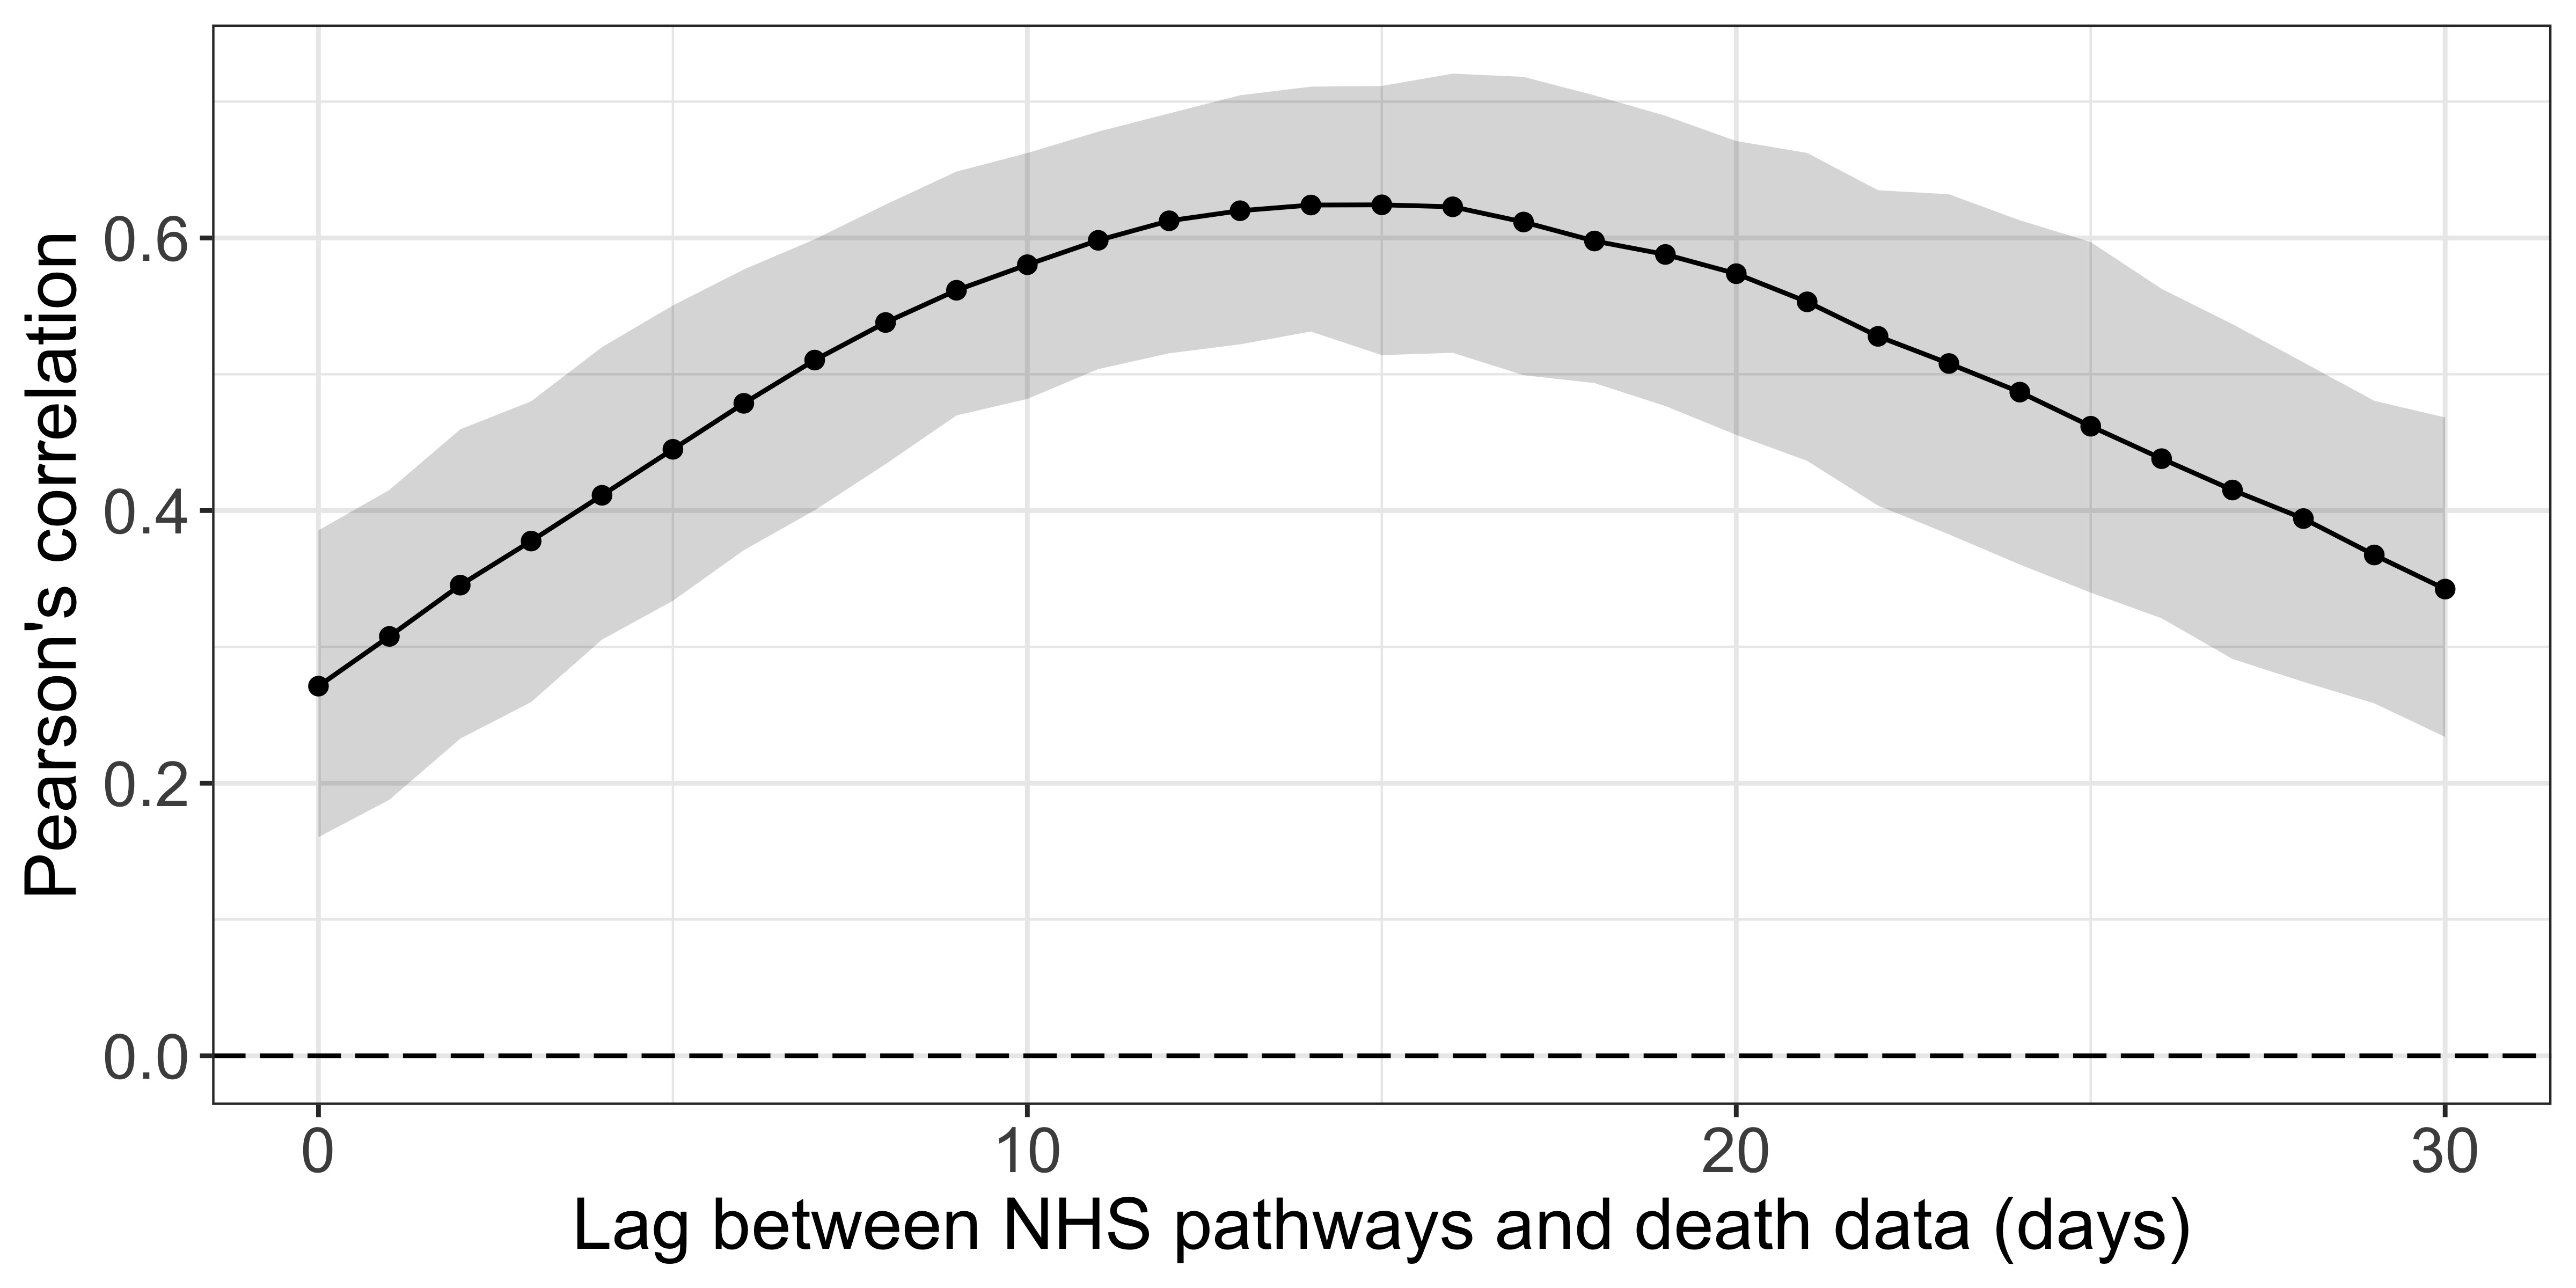 Pearson's correlation
0.6
0.4
0.2
0.0
0 10 20 30
Lag between NHS pathways and death data (days)